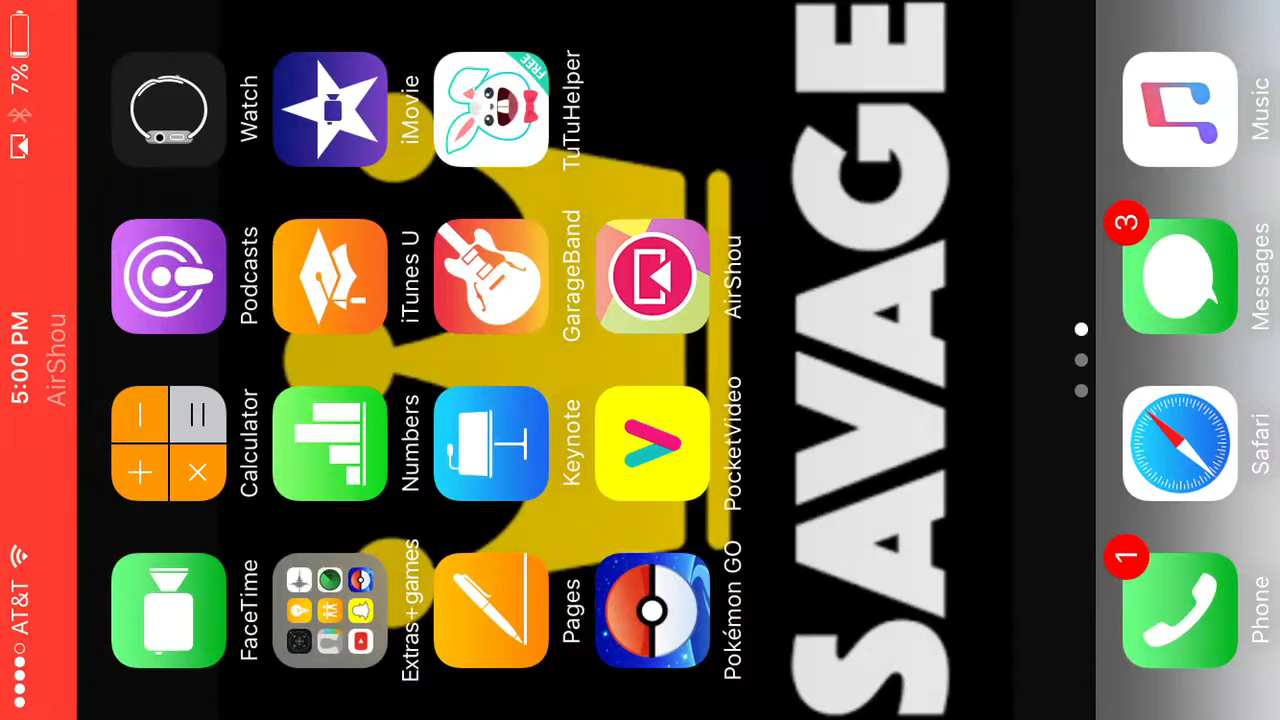 AT&T 5:00 PM 7%
AirShou
FaceTime Calculator Podcasts Watch
Extras+games Numbers iTunes U iMovie
FREE
Pages Keynote GarageBand TuTuHelper
Pokémon GO PocketVideo AirShou
SAVAGE
1 3
Phone Safari Messages Music